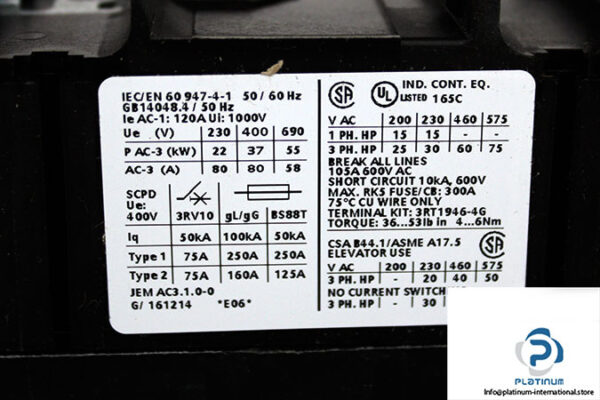 IEC/EN 60 947-4-1 50 / 60 Hz
GB14048.4 / 50 Hz
Ie AC-1: 120A Ui: 1000V
Ue (V) 230 400 690
P AC-3 (kW) 22 37 55
AC-3 (A) 80 80 58
SCPD
Ue:
400V 3RV10 gL/gG BS88T
Iq 50kA 100kA 50kA
Type 1 75A 250A 250A
Type 2 75A 160A 125A
JEM AC3.1.0-0
G/ 161214 *E06*
SA UL LISTED IND. CONT. EQ. 165C
V AC 200 230 460 575
1 PH. HP 15 15 - -
3 PH. HP 25 30 60 75
BREAK ALL LINES
105A 600V AC
SHORT CIRCUIT 10kA, 600V
MAX. RK5 FUSE/CB: 300A
75°C CU WIRE ONLY
TERMINAL KIT: 3RT1946-4G
TORQUE: 36...53lb in 4...6Nm
CSA B44.1/ASME A17.5 SA
ELEVATOR USE
V AC 200 230 460 575
3 PH. HP - 20 40 50
NO CURRENT SWITCH
3 PH. HP - 30
PLATINUM
Info@platinum-international.store